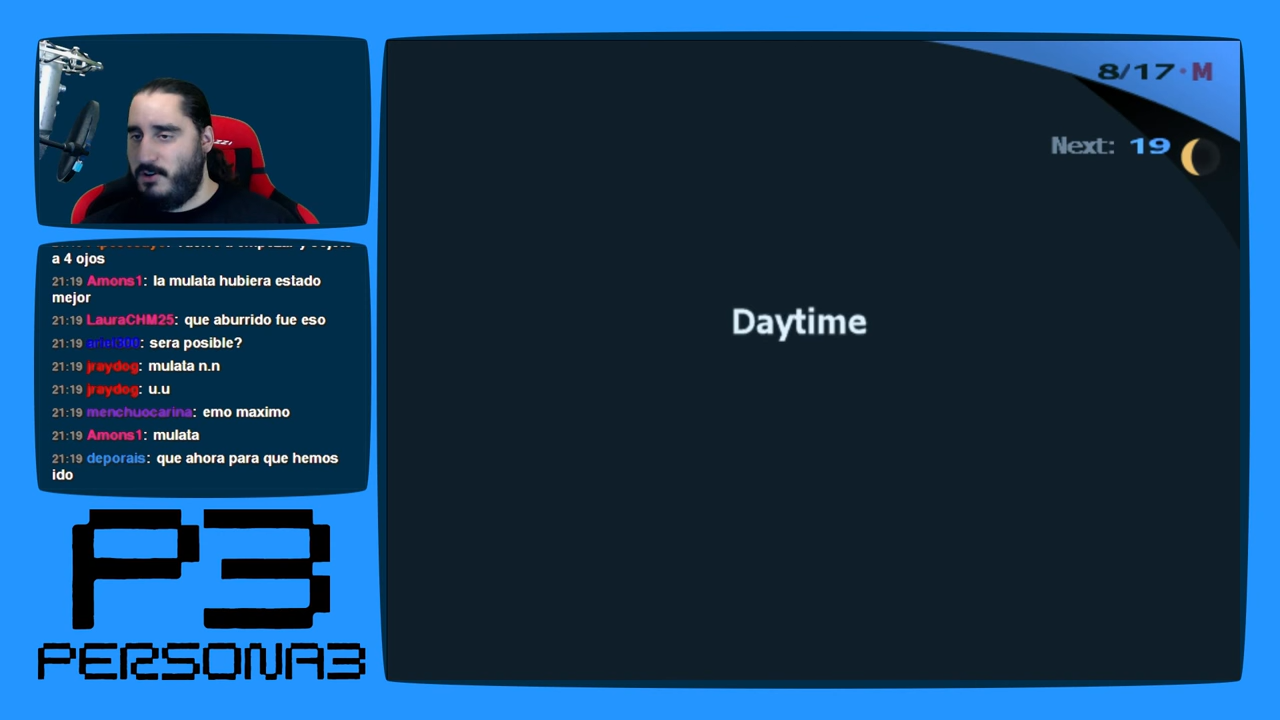 a 4 ojos
21:19 Amons1: la mulata hubiera estado
mejor
21:19 LauraCHM25: que aburrido fue eso
21:19 : sera posible?
21:19 jraydog: mulata n.n
21:19 jraydog: u.u
21:19 menchuocarina: emo maximo
21:19 Amons1: mulata
21:19 deporais: que ahora para que hemos
ido
P3
PERSONA3
8/17·M
Next: 19
Daytime